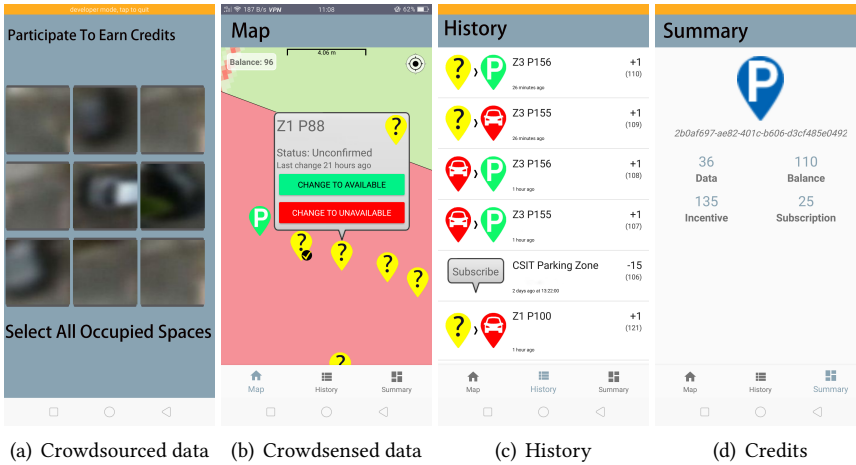 developer mode, tap to quit
Participate To Earn Credits
Select All Occupied Spaces
(a) Crowdsourced data
187 B/s VPN 11:08 62%
Map
4.06 m
Balance: 96
?
Z1 P88
Status: Unconfirmed
Last change 21 hours ago
CHANGE TO AVAILABLE
CHANGE TO UNAVAILABLE
P
?
?
?
?
?
Map History Summary
(b) Crowdsensed data
History
? › P Z3 P156 +1
(110)
26 minutes ago
? › Z3 P155 +1
(109)
26 minutes ago
› P Z3 P156 +1
(108)
1 hour ago
› P Z3 P155 +1
(107)
1 hour ago
Subscribe CSIT Parking Zone -15
(106)
2 days ago at 13:22:00
? › Z1 P100 +1
(121)
1 hour ago
Map History Summary
(c) History
Summary
P
2b0af697-ae82-401c-b606-d3cf485e0492
36 110
Data Balance
135 25
Incentive Subscription
Map History Summary
(d) Credits